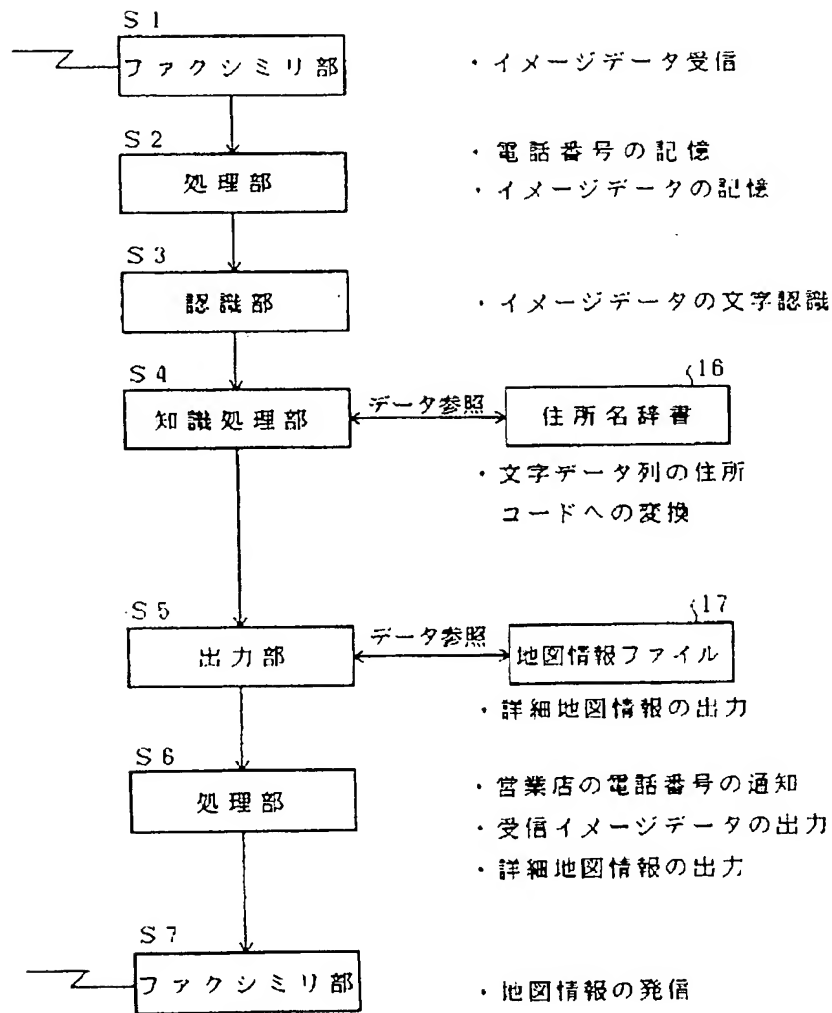 S1
ファクシミリ部
・イメージデータ受信
S2
処理部
・電話番号の記憶
・イメージデータの記憶
S3
認識部
・イメージデータの文字認識
S4
知識処理部
データ参照
16
住所名辞書
・文字データ列の住所
コードへの変換
S5
出力部
データ参照
17
地図情報ファイル
・詳細地図情報の出力
S6
処理部
・営業店の電話番号の通知
・受信イメージデータの出力
・詳細地図情報の出力
S7
ファクシミリ部
・地図情報の発信